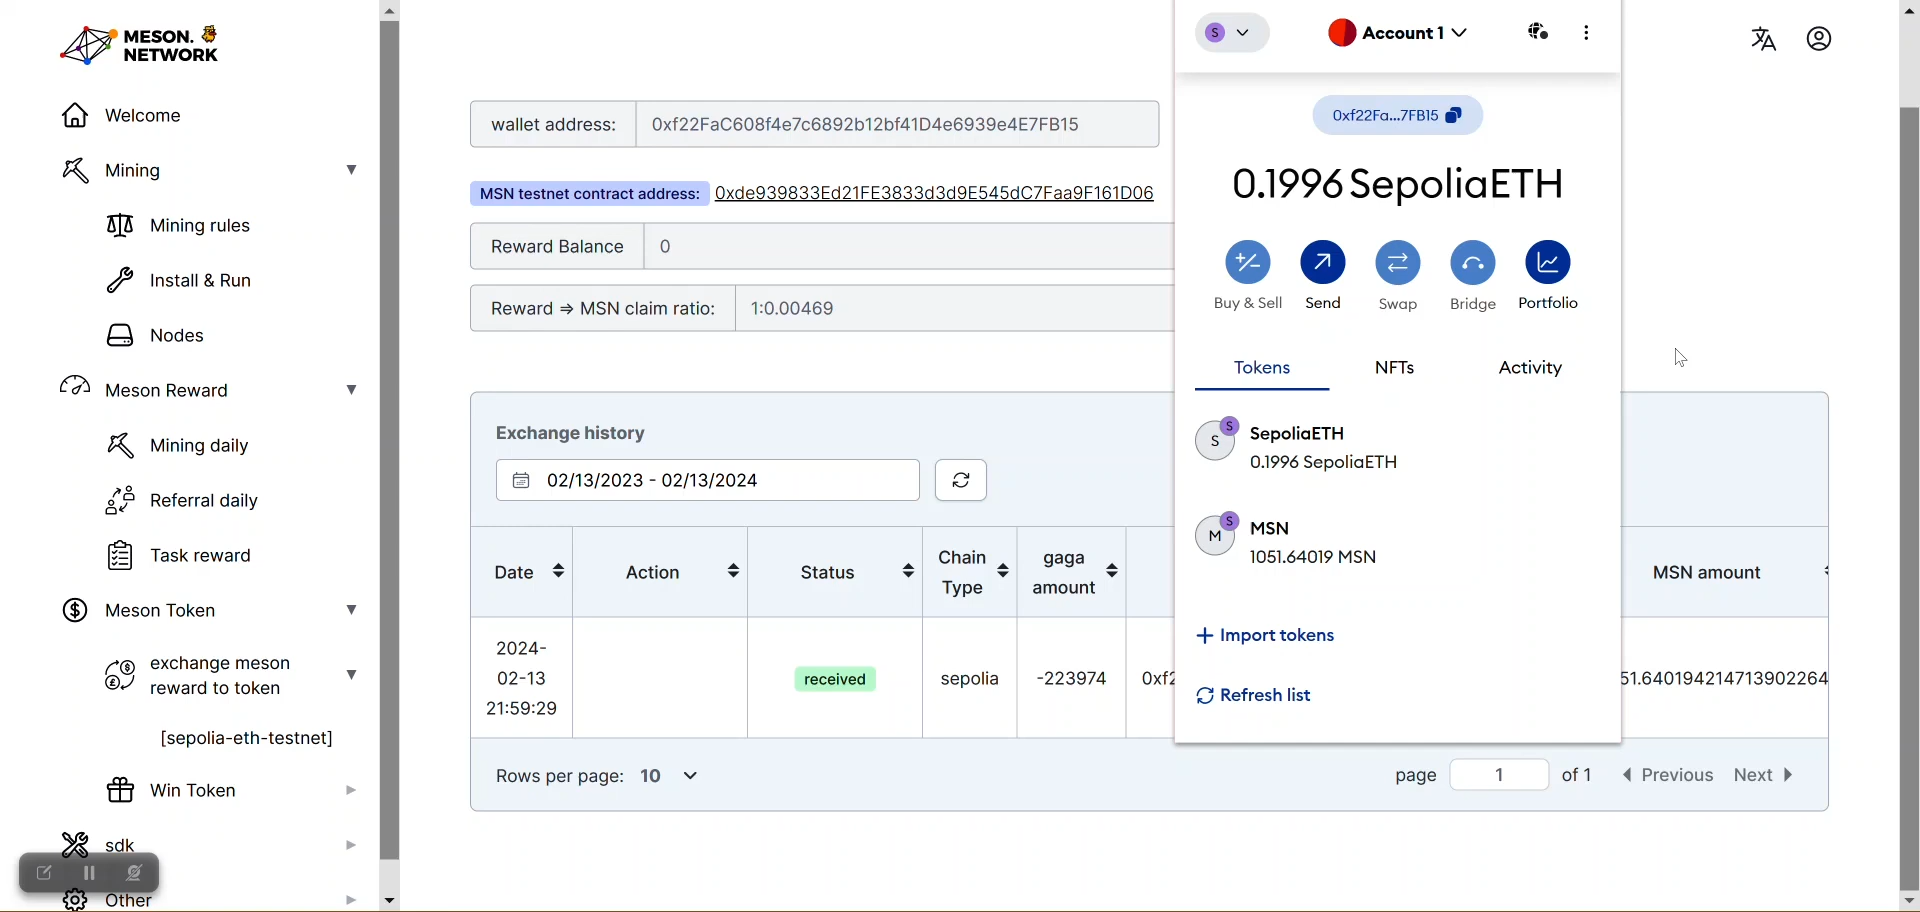 MESON.
NETWORK
Welcome
Mining
Mining rules
Install & Run
Nodes
Meson Reward
Mining daily
Referral daily
Task reward
Meson Token
exchange meson
reward to token
[sepolia-eth-testnet]
Win Token
sdk
Other
wallet address: 0xf22FaC608f4e7c6892b12bf41D4e6939e4E7FB15
MSN testnet contract address: 0xde939833Ed21FE3833d3d9E545dC7Faa9F161D06
Reward Balance 0
Reward ⇒ MSN claim ratio: 1:0.00469
Exchange history
02/13/2023 - 02/13/2024
Date Action Status Chain Type gaga amount MSN amount
2024-
02-13
21:59:29
received sepolia -223974 0xf2 51.640194214713902264
Rows per page: 10
page 1 of 1 Previous Next
S Account 1
0xf22Fa...7FB15
0.1996 SepoliaETH
Buy & Sell Send Swap Bridge Portfolio
Tokens NFTs Activity
S S SepoliaETH
0.1996 SepoliaETH
M S MSN
1051.64019 MSN
+ Import tokens
Refresh list